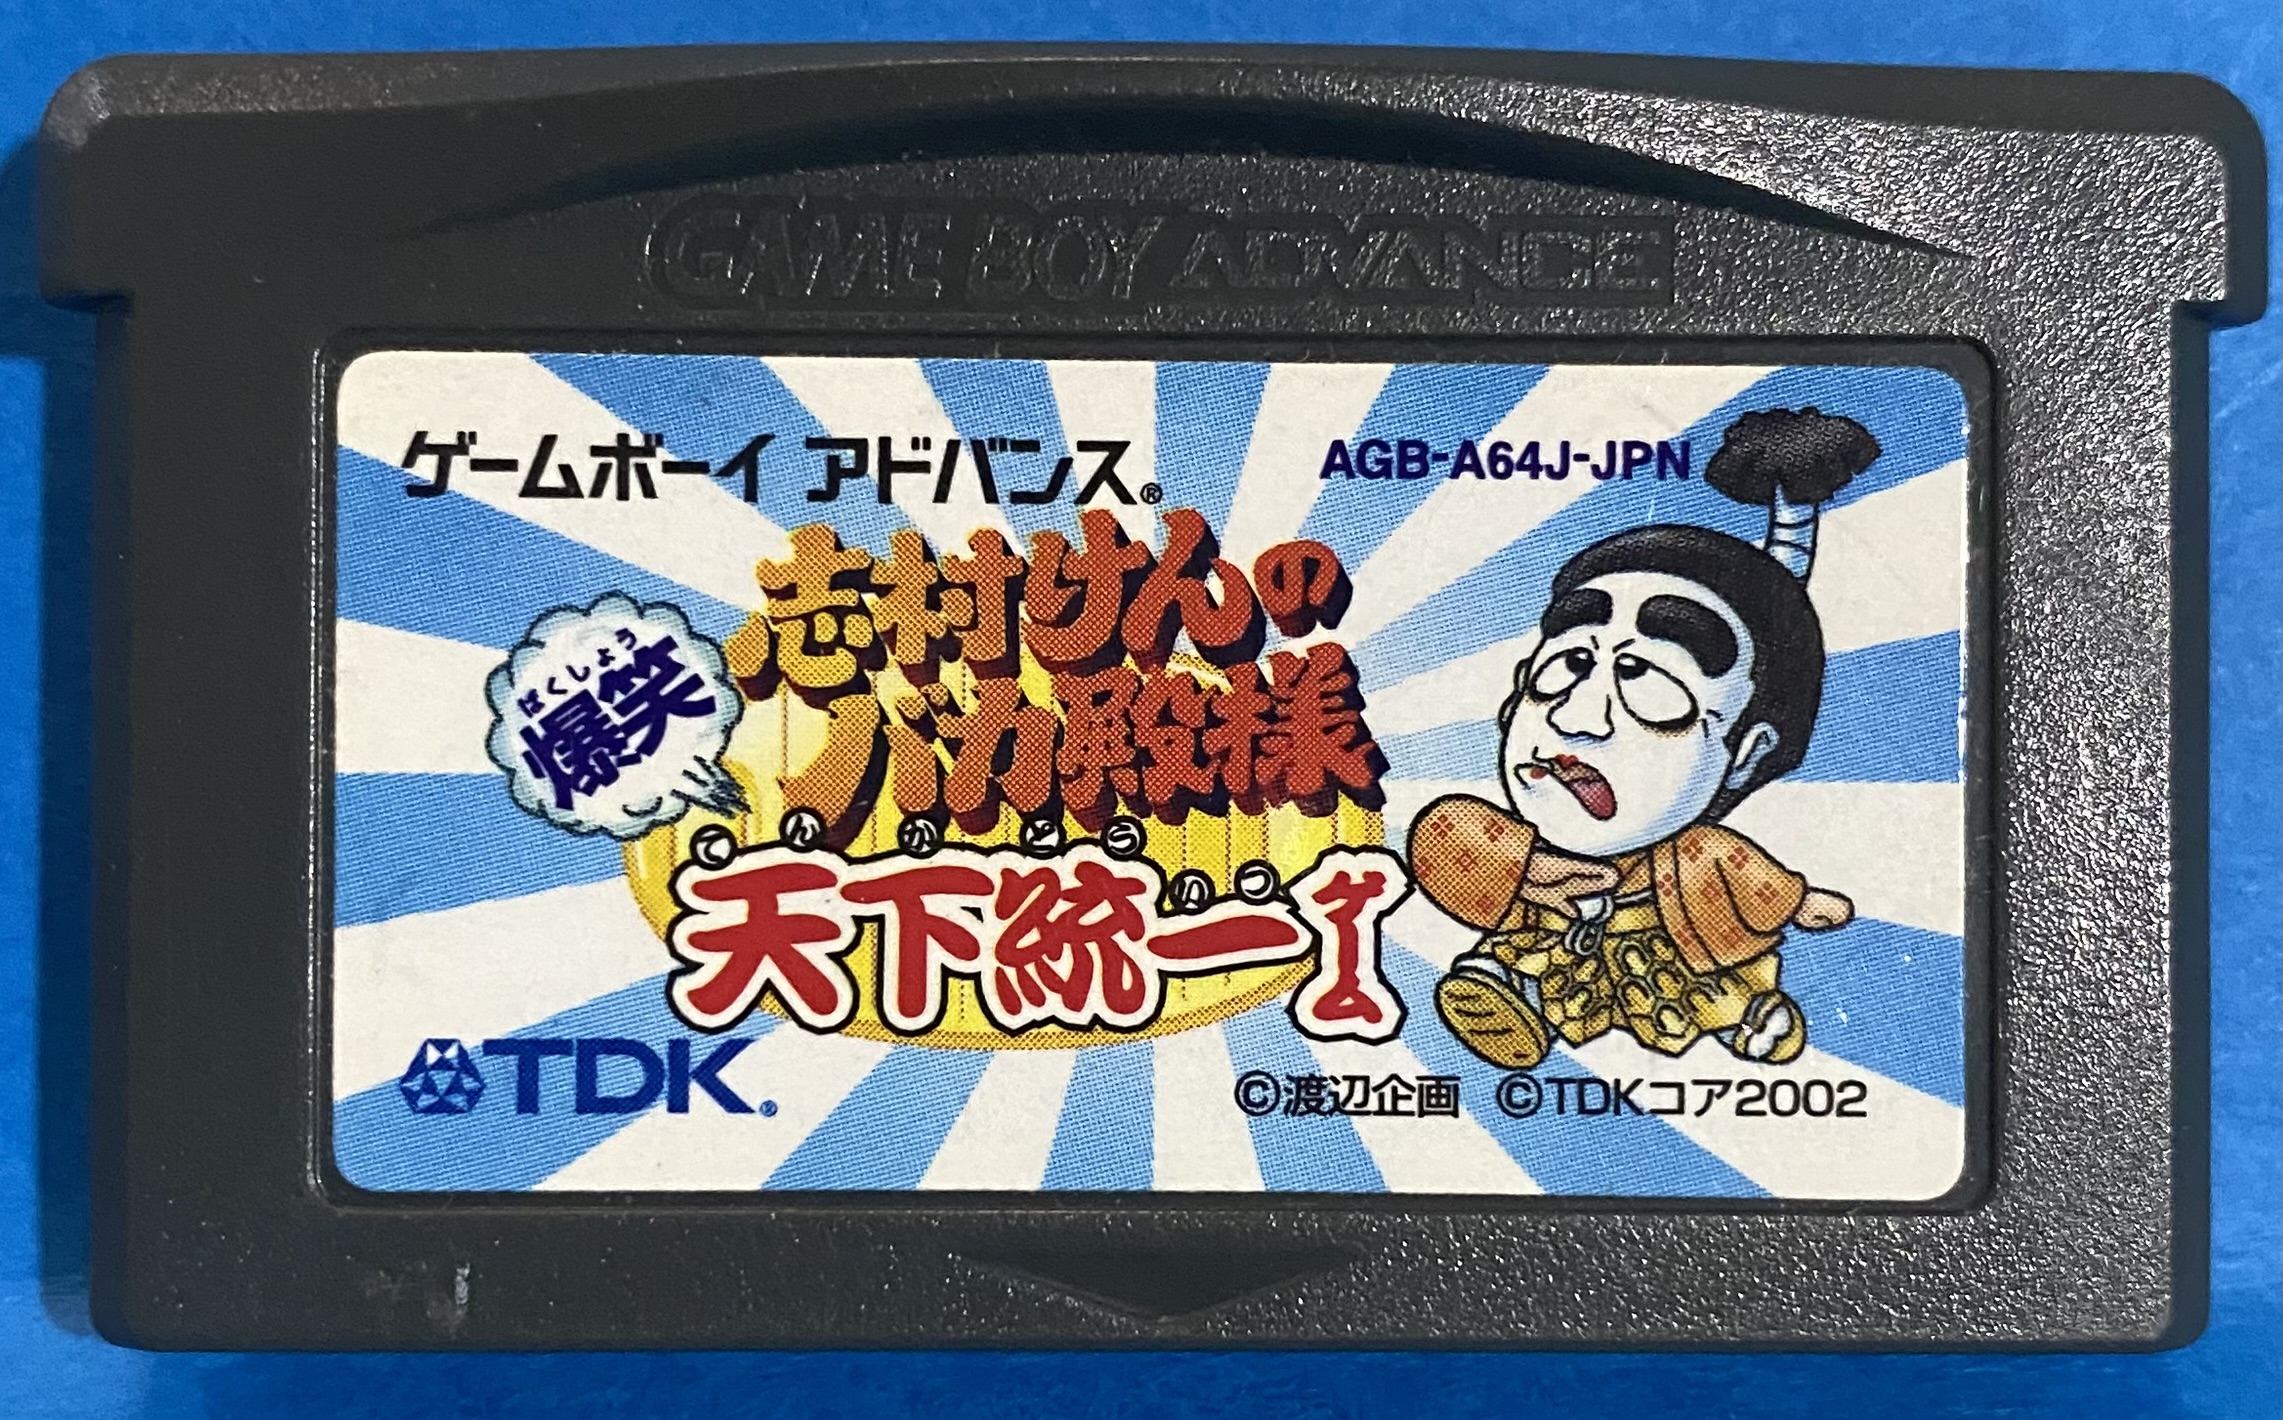 GAME BOY ADVANCE
ゲームボーイ アドバンス®
AGB-A64J-JPN
志村けんの
ばくしょう
爆笑
バカ殿様
てんかとういつ
天下統一ゲーム
TDK®
©渡辺企画 ©TDKコア2002